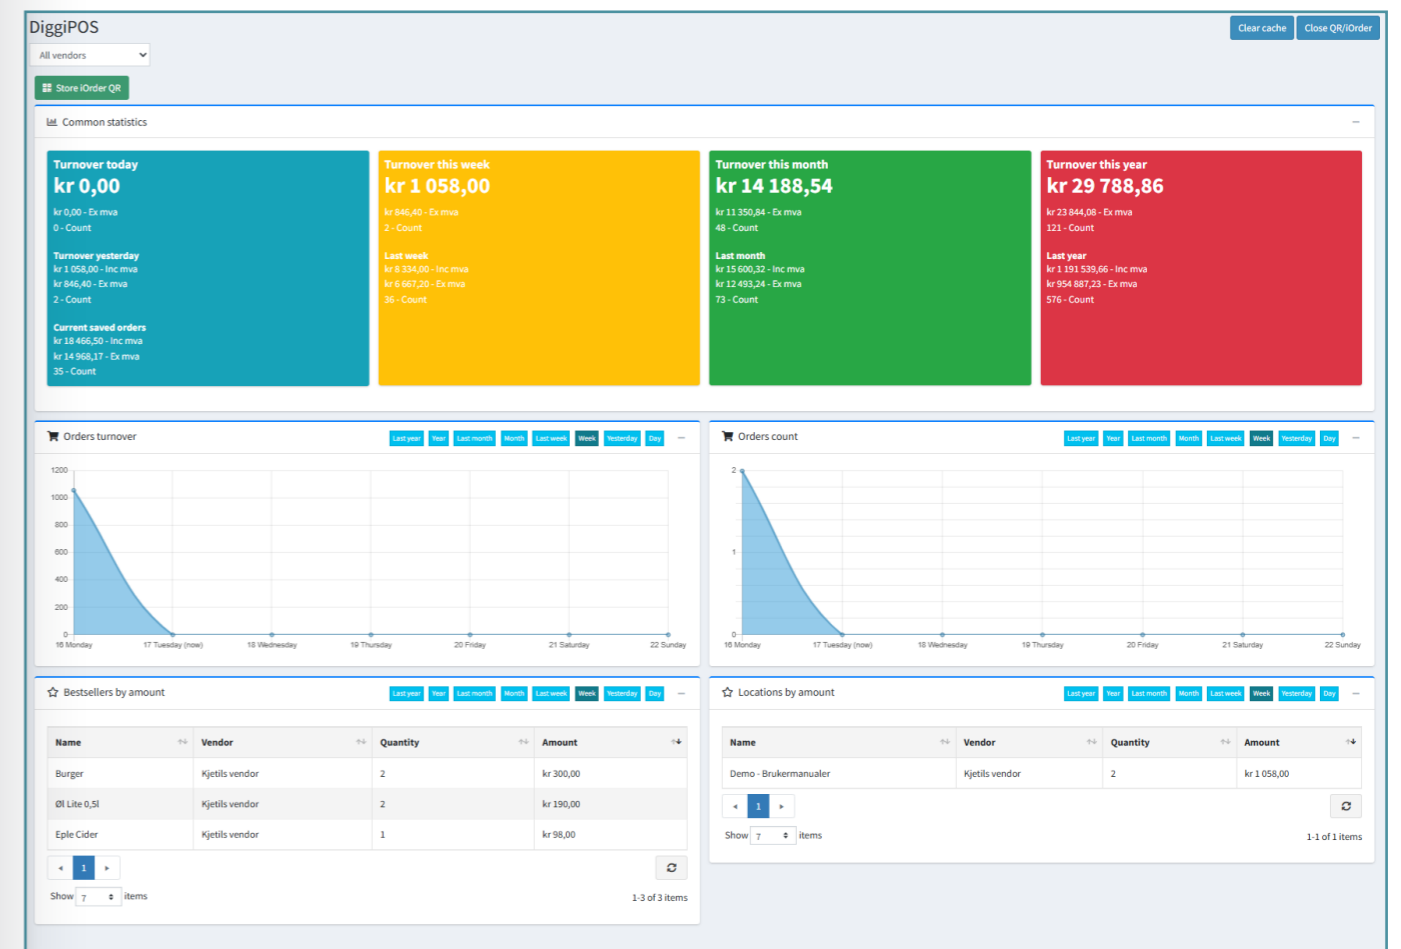 DiggiPOS
Clear cache Close QR/iOrder
All vendors
Store iOrder QR
Common statistics
Turnover today
kr 0,00
kr 0,00 - Ex mva
0 - Count
Turnover yesterday
kr 1 058,00 - Inc mva
kr 846,40 - Ex mva
2 - Count
Current saved orders
kr 18 466,50 - Inc mva
kr 14 968,17 - Ex mva
35 - Count
Turnover this week
kr 1 058,00
kr 846,40 - Ex mva
2 - Count
Last week
kr 8 334,00 - Inc mva
kr 6 667,20 - Ex mva
36 - Count
Turnover this month
kr 14 188,54
kr 11 350,84 - Ex mva
48 - Count
Last month
kr 15 600,32 - Inc mva
kr 12 493,24 - Ex mva
73 - Count
Turnover this year
kr 29 788,86
kr 23 844,08 - Ex mva
121 - Count
Last year
kr 1 191 539,66 - Inc mva
kr 954 887,23 - Ex mva
576 - Count
Orders turnover
Last year Year Last month Month Last week Week Yesterday Day
1200
1000
800
600
400
200
0
16 Monday 17 Tuesday (now) 18 Wednesday 19 Thursday 20 Friday 21 Saturday 22 Sunday
Orders count
Last year Year Last month Month Last week Week Yesterday Day
2
1
0
16 Monday 17 Tuesday (now) 18 Wednesday 19 Thursday 20 Friday 21 Saturday 22 Sunday
Bestsellers by amount
Last year Year Last month Month Last week Week Yesterday Day
Name Vendor Quantity Amount
Burger Kjetils vendor 2 kr 300,00
Øl Lite 0,5l Kjetils vendor 2 kr 190,00
Eple Cider Kjetils vendor 1 kr 98,00
1
Show 7 items
1-3 of 3 items
Locations by amount
Last year Year Last month Month Last week Week Yesterday Day
Name Vendor Quantity Amount
Demo - Brukermanualer Kjetils vendor 2 kr 1 058,00
1
Show 7 items
1-1 of 1 items